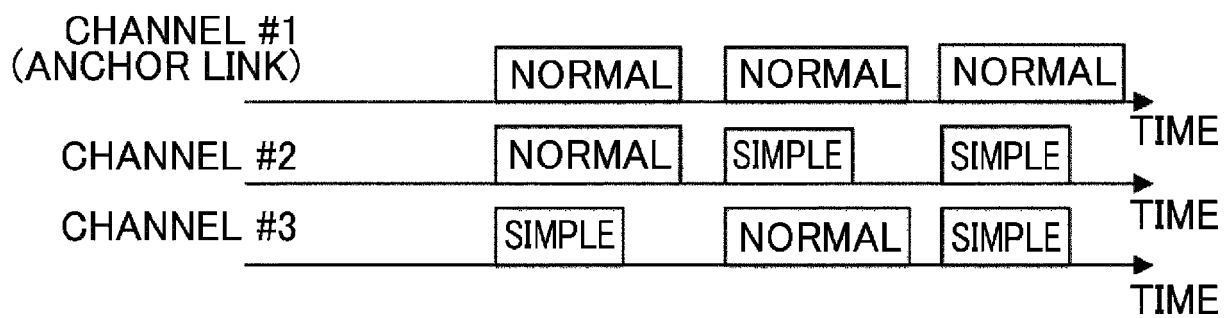 CHANNEL #1
(ANCHOR LINK)
NORMAL NORMAL NORMAL
TIME
CHANNEL #2
NORMAL SIMPLE SIMPLE
TIME
CHANNEL #3
SIMPLE NORMAL SIMPLE
TIME